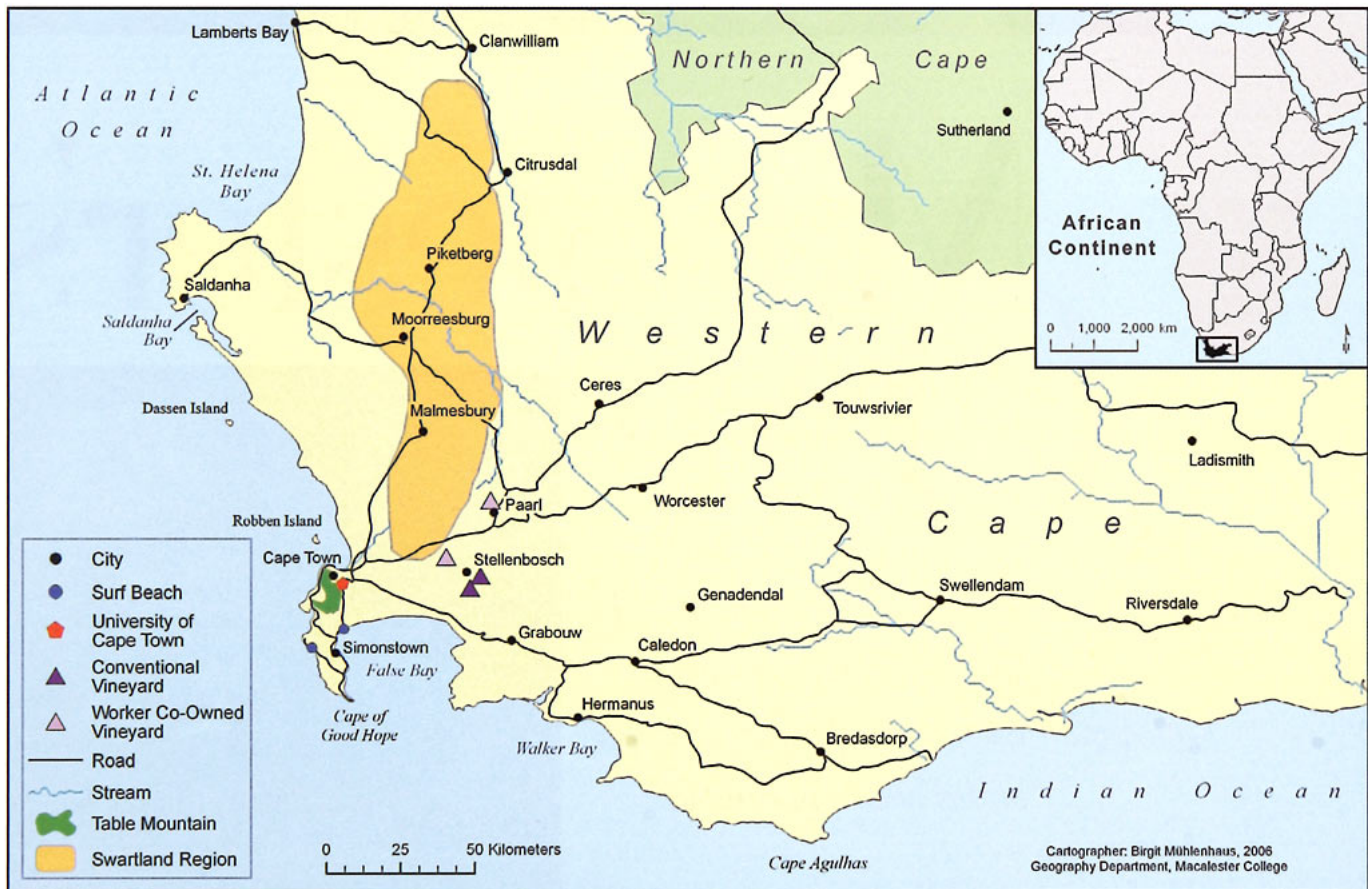 Lamberts Bay
Clanwilliam
Northern
Cape
Atlantic
Ocean
Sutherland
St. Helena
Bay
Citrusdal
African
Continent
Piketberg
Saldanha
Saldanha
Bay
Moorreesburg
0 1,000 2,000 km
N
Western
Ceres
Dassen Island
Malmesbury
Touwsrivier
Ladismith
Worcester
Paarl
Cape
Robben Island
Cape Town
Stellenbosch
Swellendam
Genadendal
Riversdale
Grabouw
Simonstown
Caledon
False Bay
Cape of
Good Hope
Hermanus
Walker Bay
Bredasdorp
Indian Ocean
Cape Agulhas
City
Surf Beach
University of
Cape Town
Conventional
Vineyard
Worker Co-Owned
Vineyard
Road
Stream
Table Mountain
Swartland Region
0 25 50 Kilometers
Cartographer: Birgit Mühlenhaus, 2006
Geography Department, Macalester College